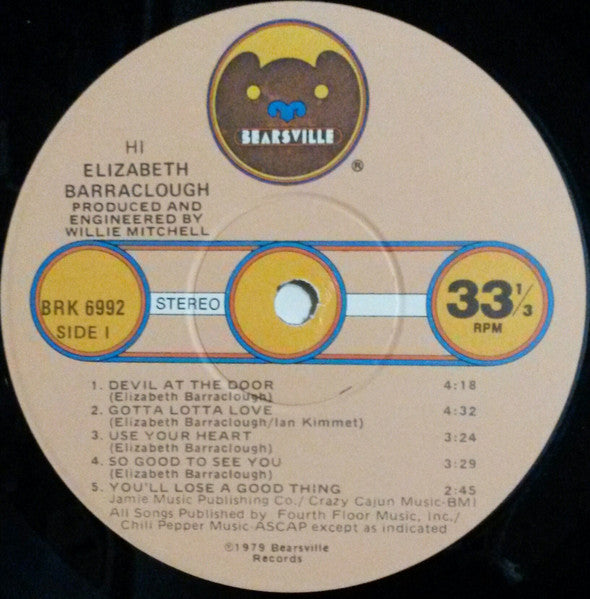 BEARSVILLE
®
HI
ELIZABETH
BARRACLOUGH
PRODUCED AND
ENGINEERED BY
WILLIE MITCHELL
BRK 6992
SIDE 1
STEREO
33 1/3
RPM
1. DEVIL AT THE DOOR 4:18
(Elizabeth Barraclough)
2. GOTTA LOTTA LOVE 4:32
(Elizabeth Barraclough/Ian Kimmet)
3. USE YOUR HEART 3:24
(Elizabeth Barraclough)
4. SO GOOD TO SEE YOU 3:29
(Elizabeth Barraclough)
5. YOU'LL LOSE A GOOD THING 2:45
Jamie Music Publishing Co./ Crazy Cajun Music-BMI
All Songs Published by Fourth Floor Music, Inc./
Chili Pepper Music-ASCAP except as indicated
℗1979 Bearsville
Records